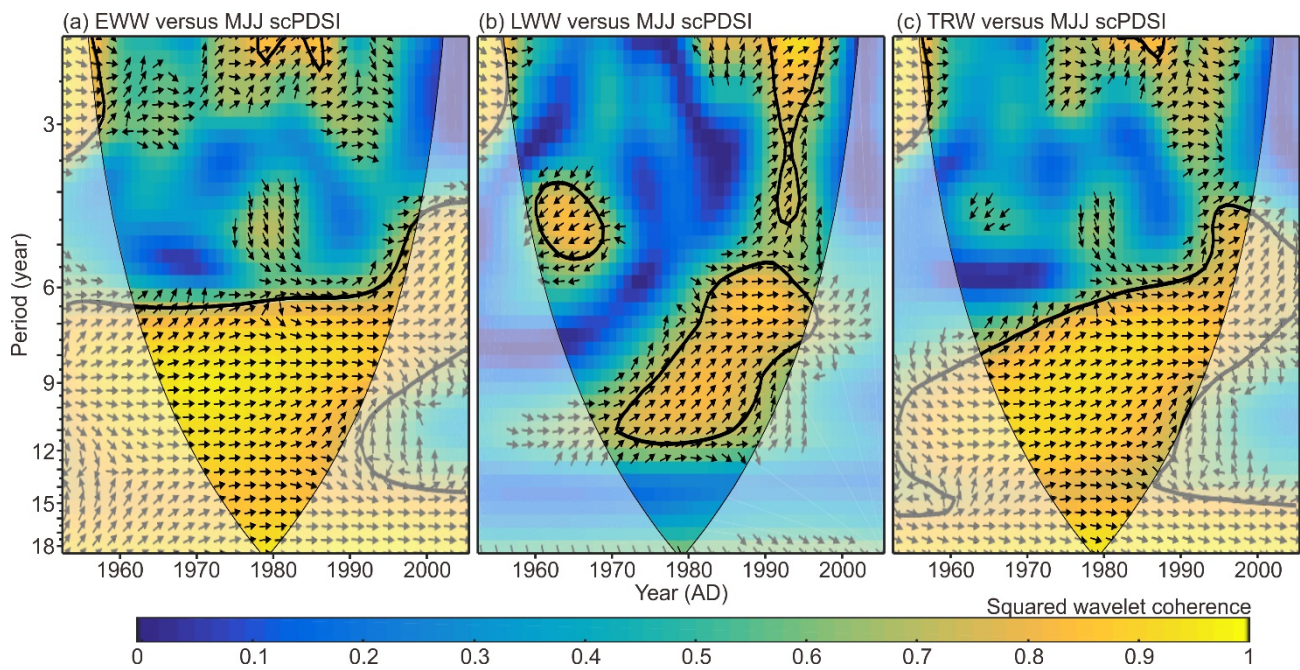 (a) EWW versus MJJ scPDSI
(b) LWW versus MJJ scPDSI
(c) TRW versus MJJ scPDSI
Period (year)
3
6
9
12
15
18
1960 1970 1980 1990 2000
1960 1970 1980 1990 2000
1960 1970 1980 1990 2000
Year (AD)
Squared wavelet coherence
0 0.1 0.2 0.3 0.4 0.5 0.6 0.7 0.8 0.9 1